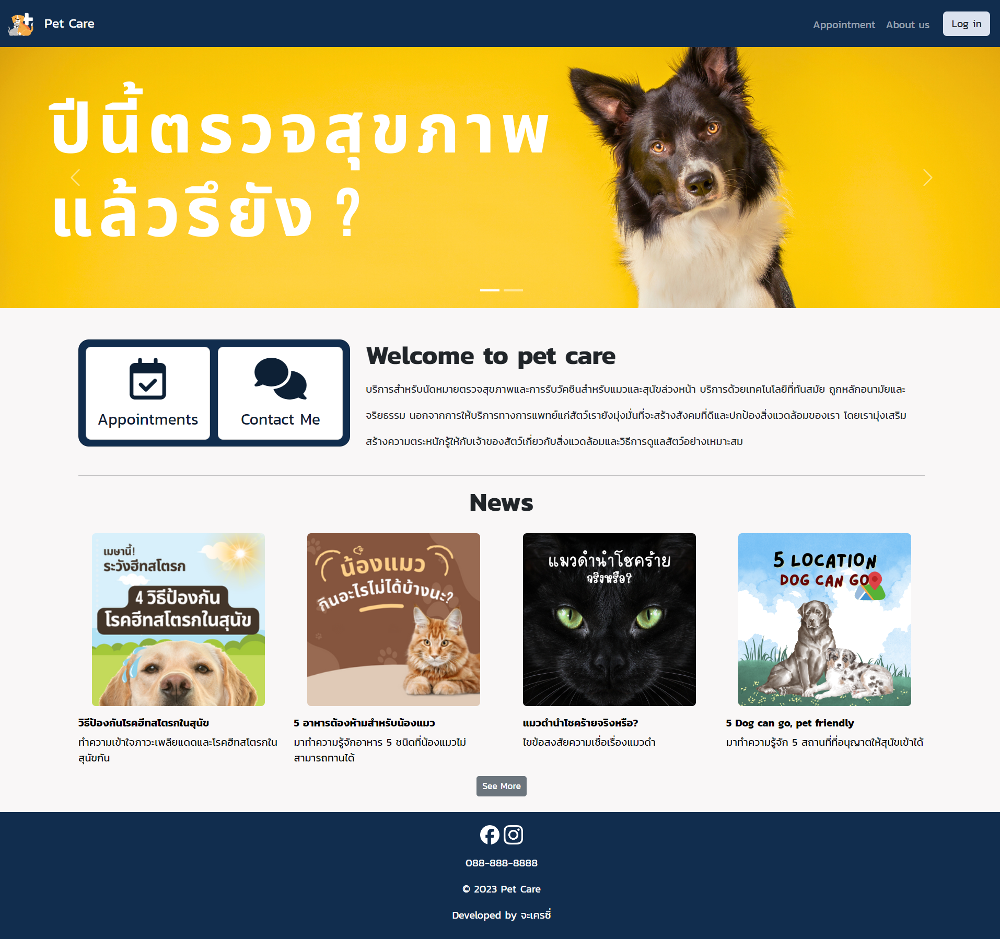 Pet Care
Appointment
About us
Log in
ปีนี้ตรวจสุขภาพ
แล้วรึยัง ?
Appointments
Contact Me
Welcome to pet care
บริการสำหรับนัดหมายตรวจสุขภาพและการรับวัคซีนสำหรับแมวและสุนัขล่วงหน้า บริการด้วยเทคโนโลยีที่ทันสมัย ถูกหลักอนามัยและ
จริยธรรม นอกจากการให้บริการทางการแพทย์แก่สัตว์เรายังมุ่งมั่นที่จะสร้างสังคมที่ดีและปกป้องสิ่งแวดล้อมของเรา โดยเรามุ่งเสริม
สร้างความตระหนักรู้ให้กับเจ้าของสัตว์เกี่ยวกับสิ่งแวดล้อมและวิธีการดูแลสัตว์อย่างเหมาะสม
News
เมษานี้!
ระวังฮีทสโตรก
4 วิธีป้องกัน
โรคฮีทสโตรกในสุนัข
วิธีป้องกันโรคฮีทสโตรกในสุนัข
ทำความเข้าใจภาวะเพลียแดดและโรคฮีทสโตรกใน
สุนัขกัน
น้องแมว
กินอะไรไม่ได้บ้างนะ?
5 อาหารต้องห้ามสำหรับน้องแมว
มาทำความรู้จักอาหาร 5 ชนิดที่น้องแมวไม่
สามารถทานได้
แมวดำนำโชคร้าย
จริงหรือ?
แมวดำนำโชคร้ายจริงหรือ?
ไขข้อสงสัยความเชื่อเรื่องแมวดำ
5 LOCATION
DOG CAN GO
5 Dog can go, pet friendly
มาทำความรู้จัก 5 สถานที่ที่อนุญาตให้สุนัขเข้าได้
See More
088-888-8888
© 2023 Pet Care
Developed by จะเครซี่